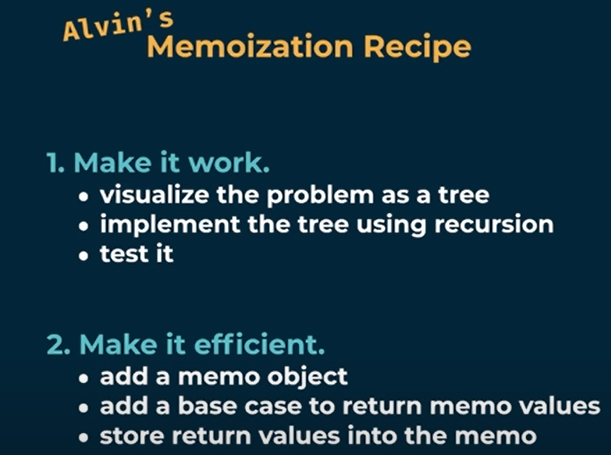 Alvin's
Memoization Recipe
1. Make it work.
• visualize the problem as a tree
• implement the tree using recursion
• test it
2. Make it efficient.
• add a memo object
• add a base case to return memo values
• store return values into the memo